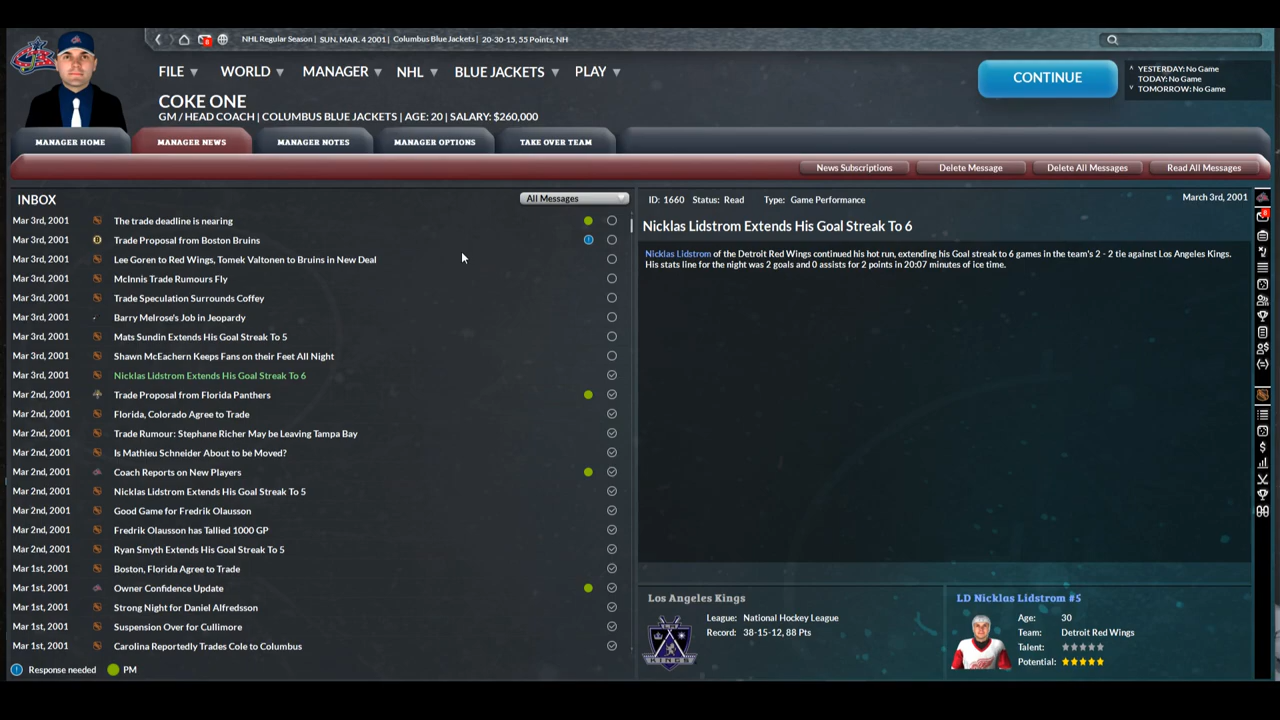 NHL Regular Season | SUN. MAR. 4 2001 | Columbus Blue Jackets | 20-30-15, 55 Points, NH
FILE WORLD MANAGER NHL BLUE JACKETS PLAY
CONTINUE
YESTERDAY: No Game
TODAY: No Game
TOMORROW: No Game
COKE ONE
GM / HEAD COACH | COLUMBUS BLUE JACKETS | AGE: 20 | SALARY: $260,000
MANAGER HOME MANAGER NEWS MANAGER NOTES MANAGER OPTIONS TAKE OVER TEAM
News Subscriptions Delete Message Delete All Messages Read All Messages
INBOX All Messages
Mar 3rd, 2001 The trade deadline is nearing
Mar 3rd, 2001 Trade Proposal from Boston Bruins
Mar 3rd, 2001 Lee Goren to Red Wings, Tomek Valtonen to Bruins in New Deal
Mar 3rd, 2001 McInnis Trade Rumours Fly
Mar 3rd, 2001 Trade Speculation Surrounds Coffey
Mar 3rd, 2001 Barry Melrose's Job in Jeopardy
Mar 3rd, 2001 Mats Sundin Extends His Goal Streak To 5
Mar 3rd, 2001 Shawn McEachern Keeps Fans on their Feet All Night
Mar 3rd, 2001 Nicklas Lidstrom Extends His Goal Streak To 6
Mar 2nd, 2001 Trade Proposal from Florida Panthers
Mar 2nd, 2001 Florida, Colorado Agree to Trade
Mar 2nd, 2001 Trade Rumour: Stephane Richer May be Leaving Tampa Bay
Mar 2nd, 2001 Is Mathieu Schneider About to be Moved?
Mar 2nd, 2001 Coach Reports on New Players
Mar 2nd, 2001 Nicklas Lidstrom Extends His Goal Streak To 5
Mar 2nd, 2001 Good Game for Fredrik Olausson
Mar 2nd, 2001 Fredrik Olausson has Tallied 1000 GP
Mar 2nd, 2001 Ryan Smyth Extends His Goal Streak To 5
Mar 1st, 2001 Boston, Florida Agree to Trade
Mar 1st, 2001 Owner Confidence Update
Mar 1st, 2001 Strong Night for Daniel Alfredsson
Mar 1st, 2001 Suspension Over for Cullimore
Mar 1st, 2001 Carolina Reportedly Trades Cole to Columbus
Response needed PM
ID: 1660 Status: Read Type: Game Performance March 3rd, 2001
Nicklas Lidstrom Extends His Goal Streak To 6
Nicklas Lidstrom of the Detroit Red Wings continued his hot run, extending his Goal streak to 6 games in the team's 2 - 2 tie against Los Angeles Kings.
His stats line for the night was 2 goals and 0 assists for 2 points in 20:07 minutes of ice time.
Los Angeles Kings
League: National Hockey League
Record: 38-15-12, 88 Pts
KINGS
LD Nicklas Lidstrom #5
Age: 30
Team: Detroit Red Wings
Talent:
Potential: